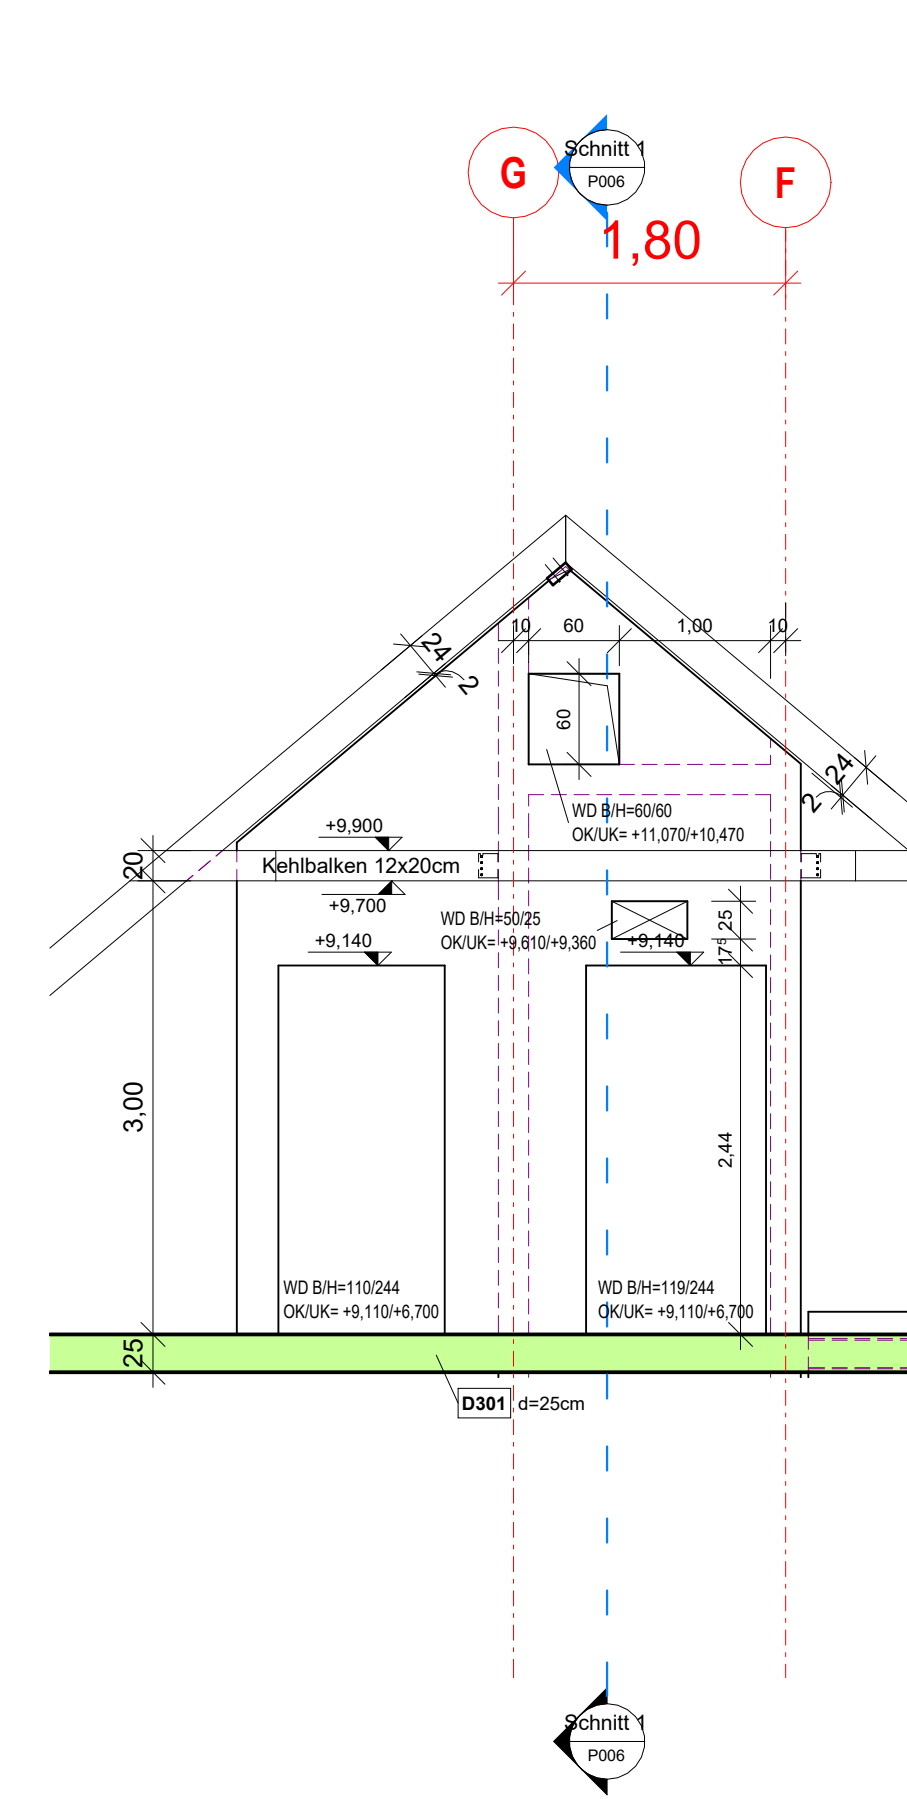 Schnitt 1
P006
G
F
1,80
10
60
1,00
10
24
2
60
24
2
WD B/H=60/60
OK/UK= +11,070/+10,470
+9,900
20
Kehlbalken 12x20cm
+9,700
WD B/H=50/25
OK/UK= +9,610/+9,360
25
+9,140
+9,140
17⁵
3,00
2,44
WD B/H=110/244
OK/UK= +9,110/+6,700
WD B/H=119/244
OK/UK= +9,110/+6,700
25
D301 d=25cm
Schnitt 1
P006